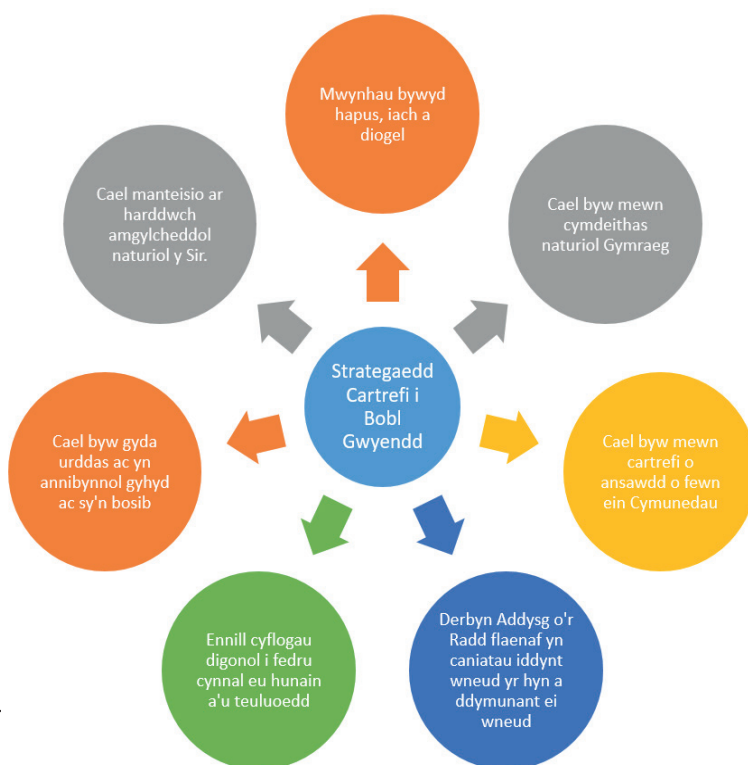 Mwynhau bywyd
hapus, iach a
diogel
Cael byw mewn
cymdeithas
naturiol Gymraeg
Cael byw mewn
cartrefi o
ansawdd o fewn
ein Cymunedau
Derbyn Addysg o'r
Radd flaenaf yn
caniatau iddynt
wneud yr hyn a
ddymunant ei
wneud
Ennill cyflogau
digonol i fedru
cynnal eu hunain
a'u teuluoedd
Cael byw gyda
urddas ac yn
annibynnol gyhyd
ac sy'n bosib
Cael manteisio ar
harddwch
amgylcheddol
naturiol y Sir.
Strategaedd
Cartrefi i
Bobl
Gwyendd